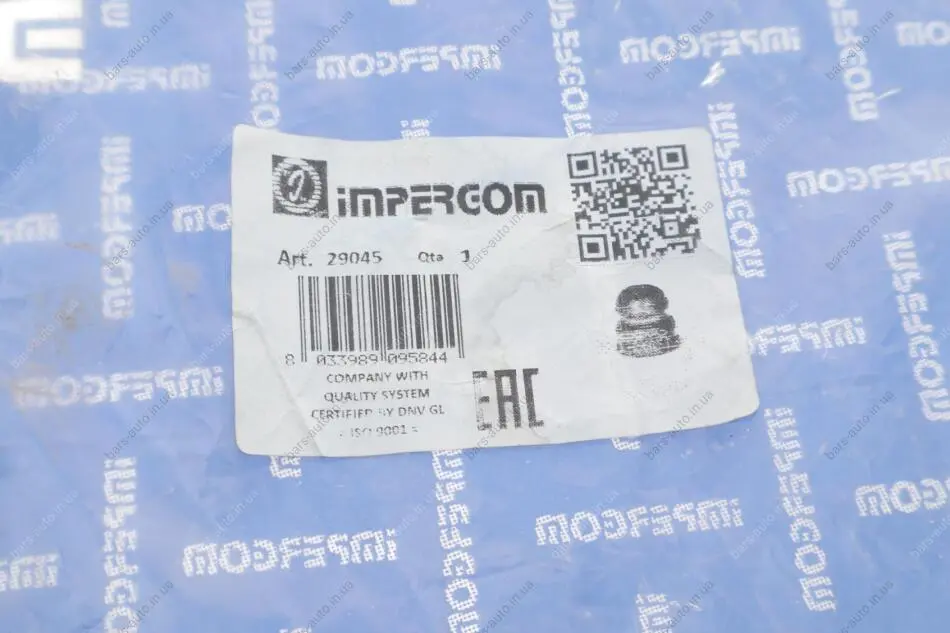 impergom
Art. 29045 Qta 1
8 033989 095844
COMPANY WITH
QUALITY SYSTEM
CERTIFIED BY DNV GL
= ISO 9001 =
EAC